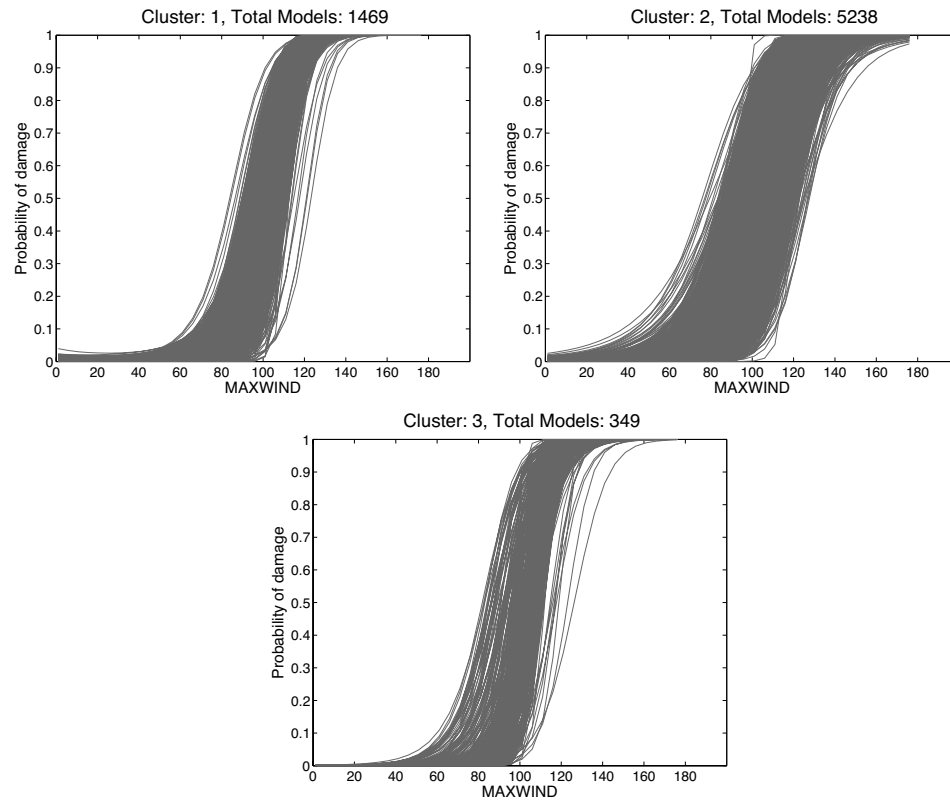 Cluster: 1, Total Models: 1469
1
0.9
0.8
0.7
0.6
0.5
0.4
0.3
0.2
0.1
0
Probability of damage
0 20 40 60 80 100 120 140 160 180
MAXWIND
Cluster: 2, Total Models: 5238
1
0.9
0.8
0.7
0.6
0.5
0.4
0.3
0.2
0.1
0
Probability of damage
0 20 40 60 80 100 120 140 160 180
MAXWIND
Cluster: 3, Total Models: 349
1
0.9
0.8
0.7
0.6
0.5
0.4
0.3
0.2
0.1
0
Probability of damage
0 20 40 60 80 100 120 140 160 180
MAXWIND